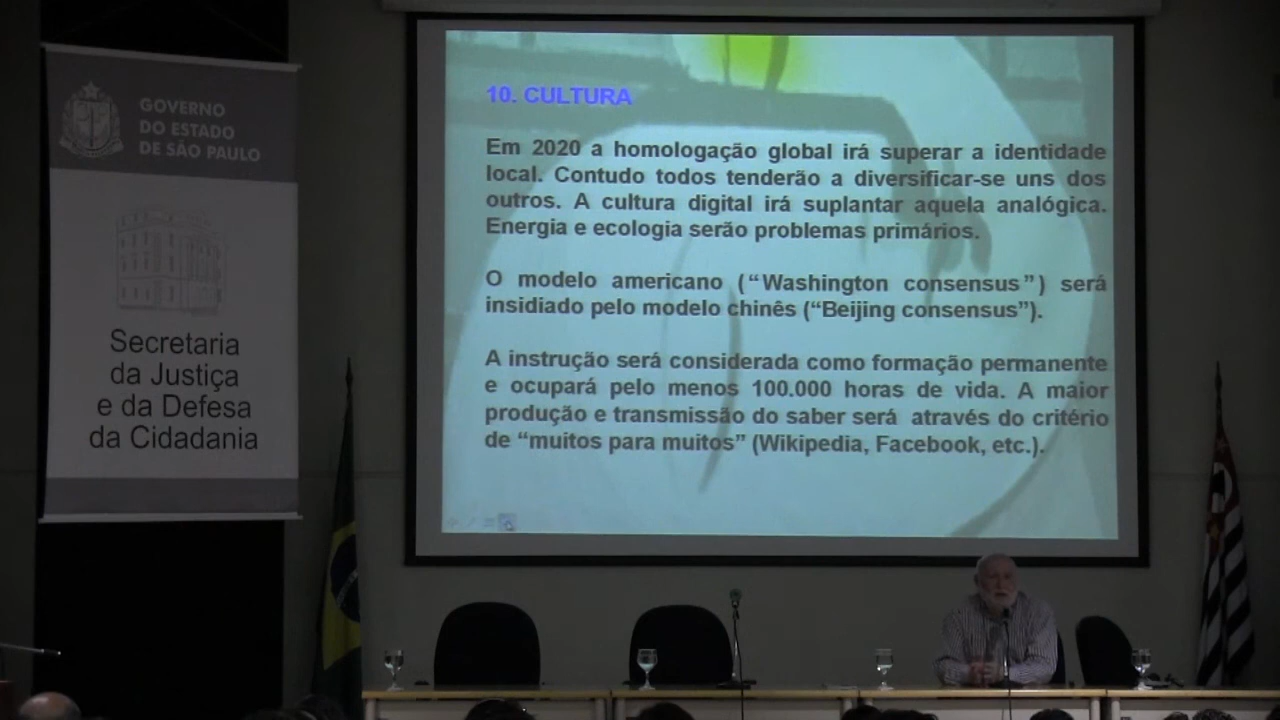 GOVERNO
DO ESTADO
DE SÃO PAULO
Secretaria
da Justiça
e da Defesa
da Cidadania
10. CULTURA
Em 2020 a homologação global irá superar a identidade
local. Contudo todos tenderão a diversificar-se uns dos
outros. A cultura digital irá suplantar aquela analógica.
Energia e ecologia serão problemas primários.
O modelo americano (“Washington consensus”) será
insidiado pelo modelo chinês (“Beijing consensus”).
A instrução será considerada como formação permanente
e ocupará pelo menos 100.000 horas de vida. A maior
produção e transmissão do saber será através do critério
de “muitos para muitos” (Wikipedia, Facebook, etc.).